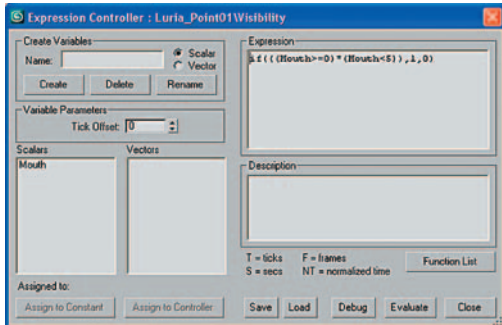 Expression Controller : Luria_Point01\Visibility
Create Variables
Name:
Scalar
Vector
Create Delete Rename
Variable Parameters
Tick Offset: 0
Scalars Vectors
Mouth
Assigned to:
Assign to Constant Assign to Controller
Expression
if(((Mouth>=0)*(Mouth<5)),1,0)
Description
T = ticks F = frames
S = secs NT = normalized time
Function List
Save Load Debug Evaluate Close